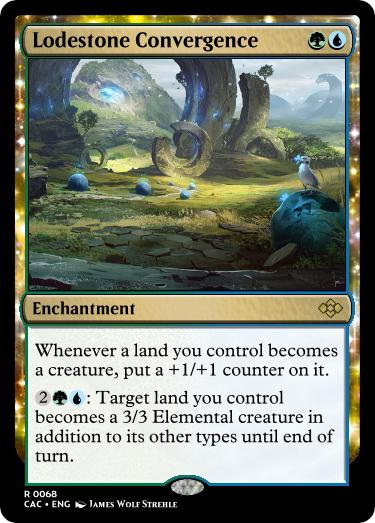 Lodestone Convergence
Enchantment
Whenever a land you control becomes
a creature, put a +1/+1 counter on it.
2: Target land you control
becomes a 3/3 Elemental creature in
addition to its other types until end of
turn.
R 0068
CAC • ENG James Wolf Strehle